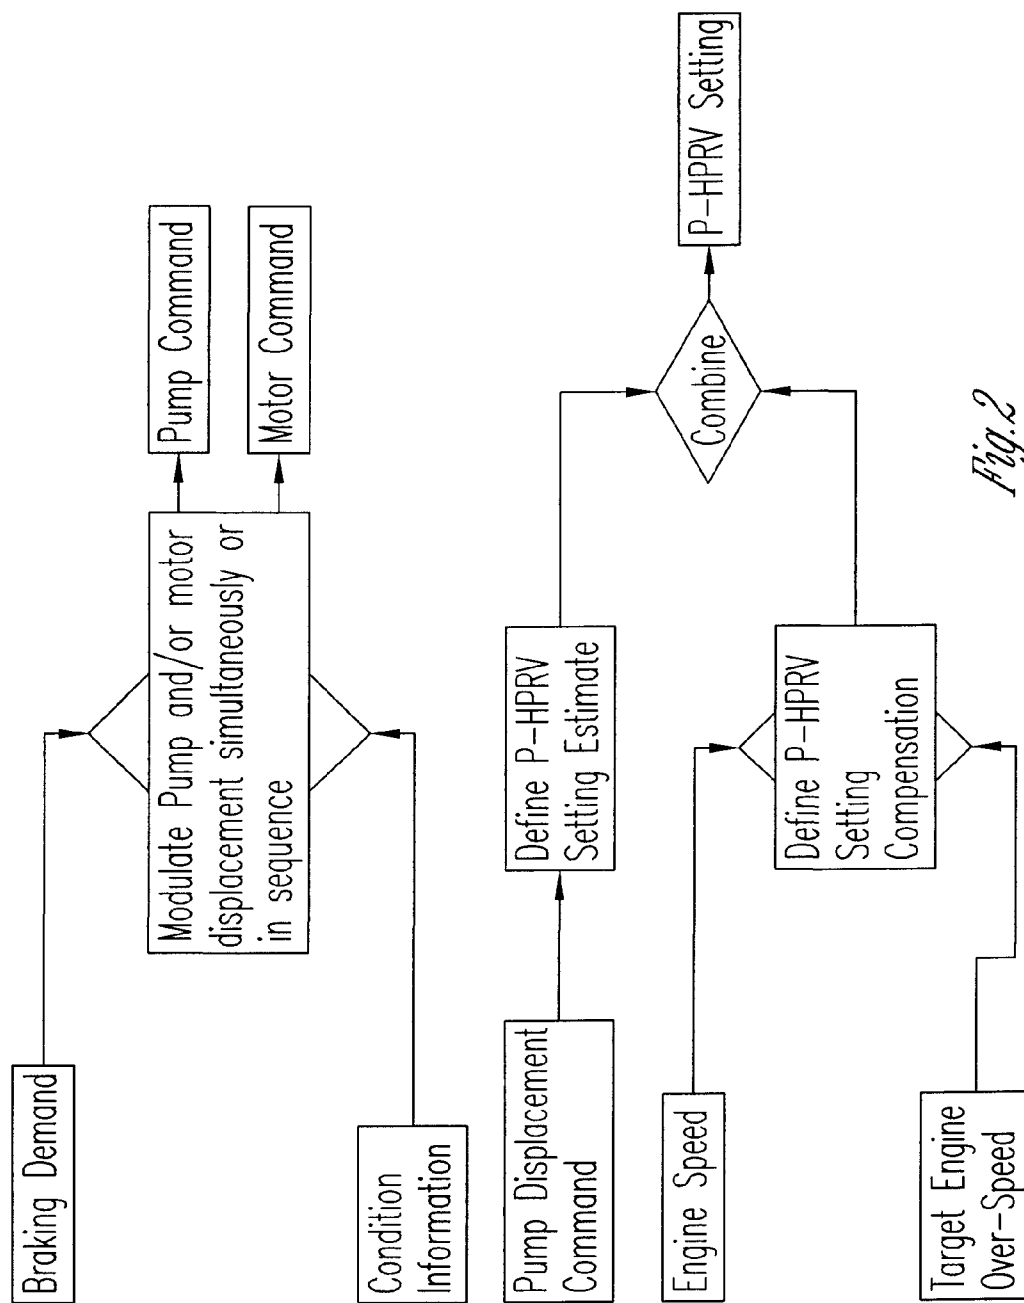 Braking Demand
Condition
Information
Modulate Pump and/or motor
displacement simultaneously or
in sequence
Pump Command
Motor Command
Pump Displacement
Command
Define P-HPRV
Setting Estimate
Engine Speed
Target Engine
Over-Speed
Define P-HPRV
Setting
Compensation
Combine
P-HPRV Setting
Fig.2